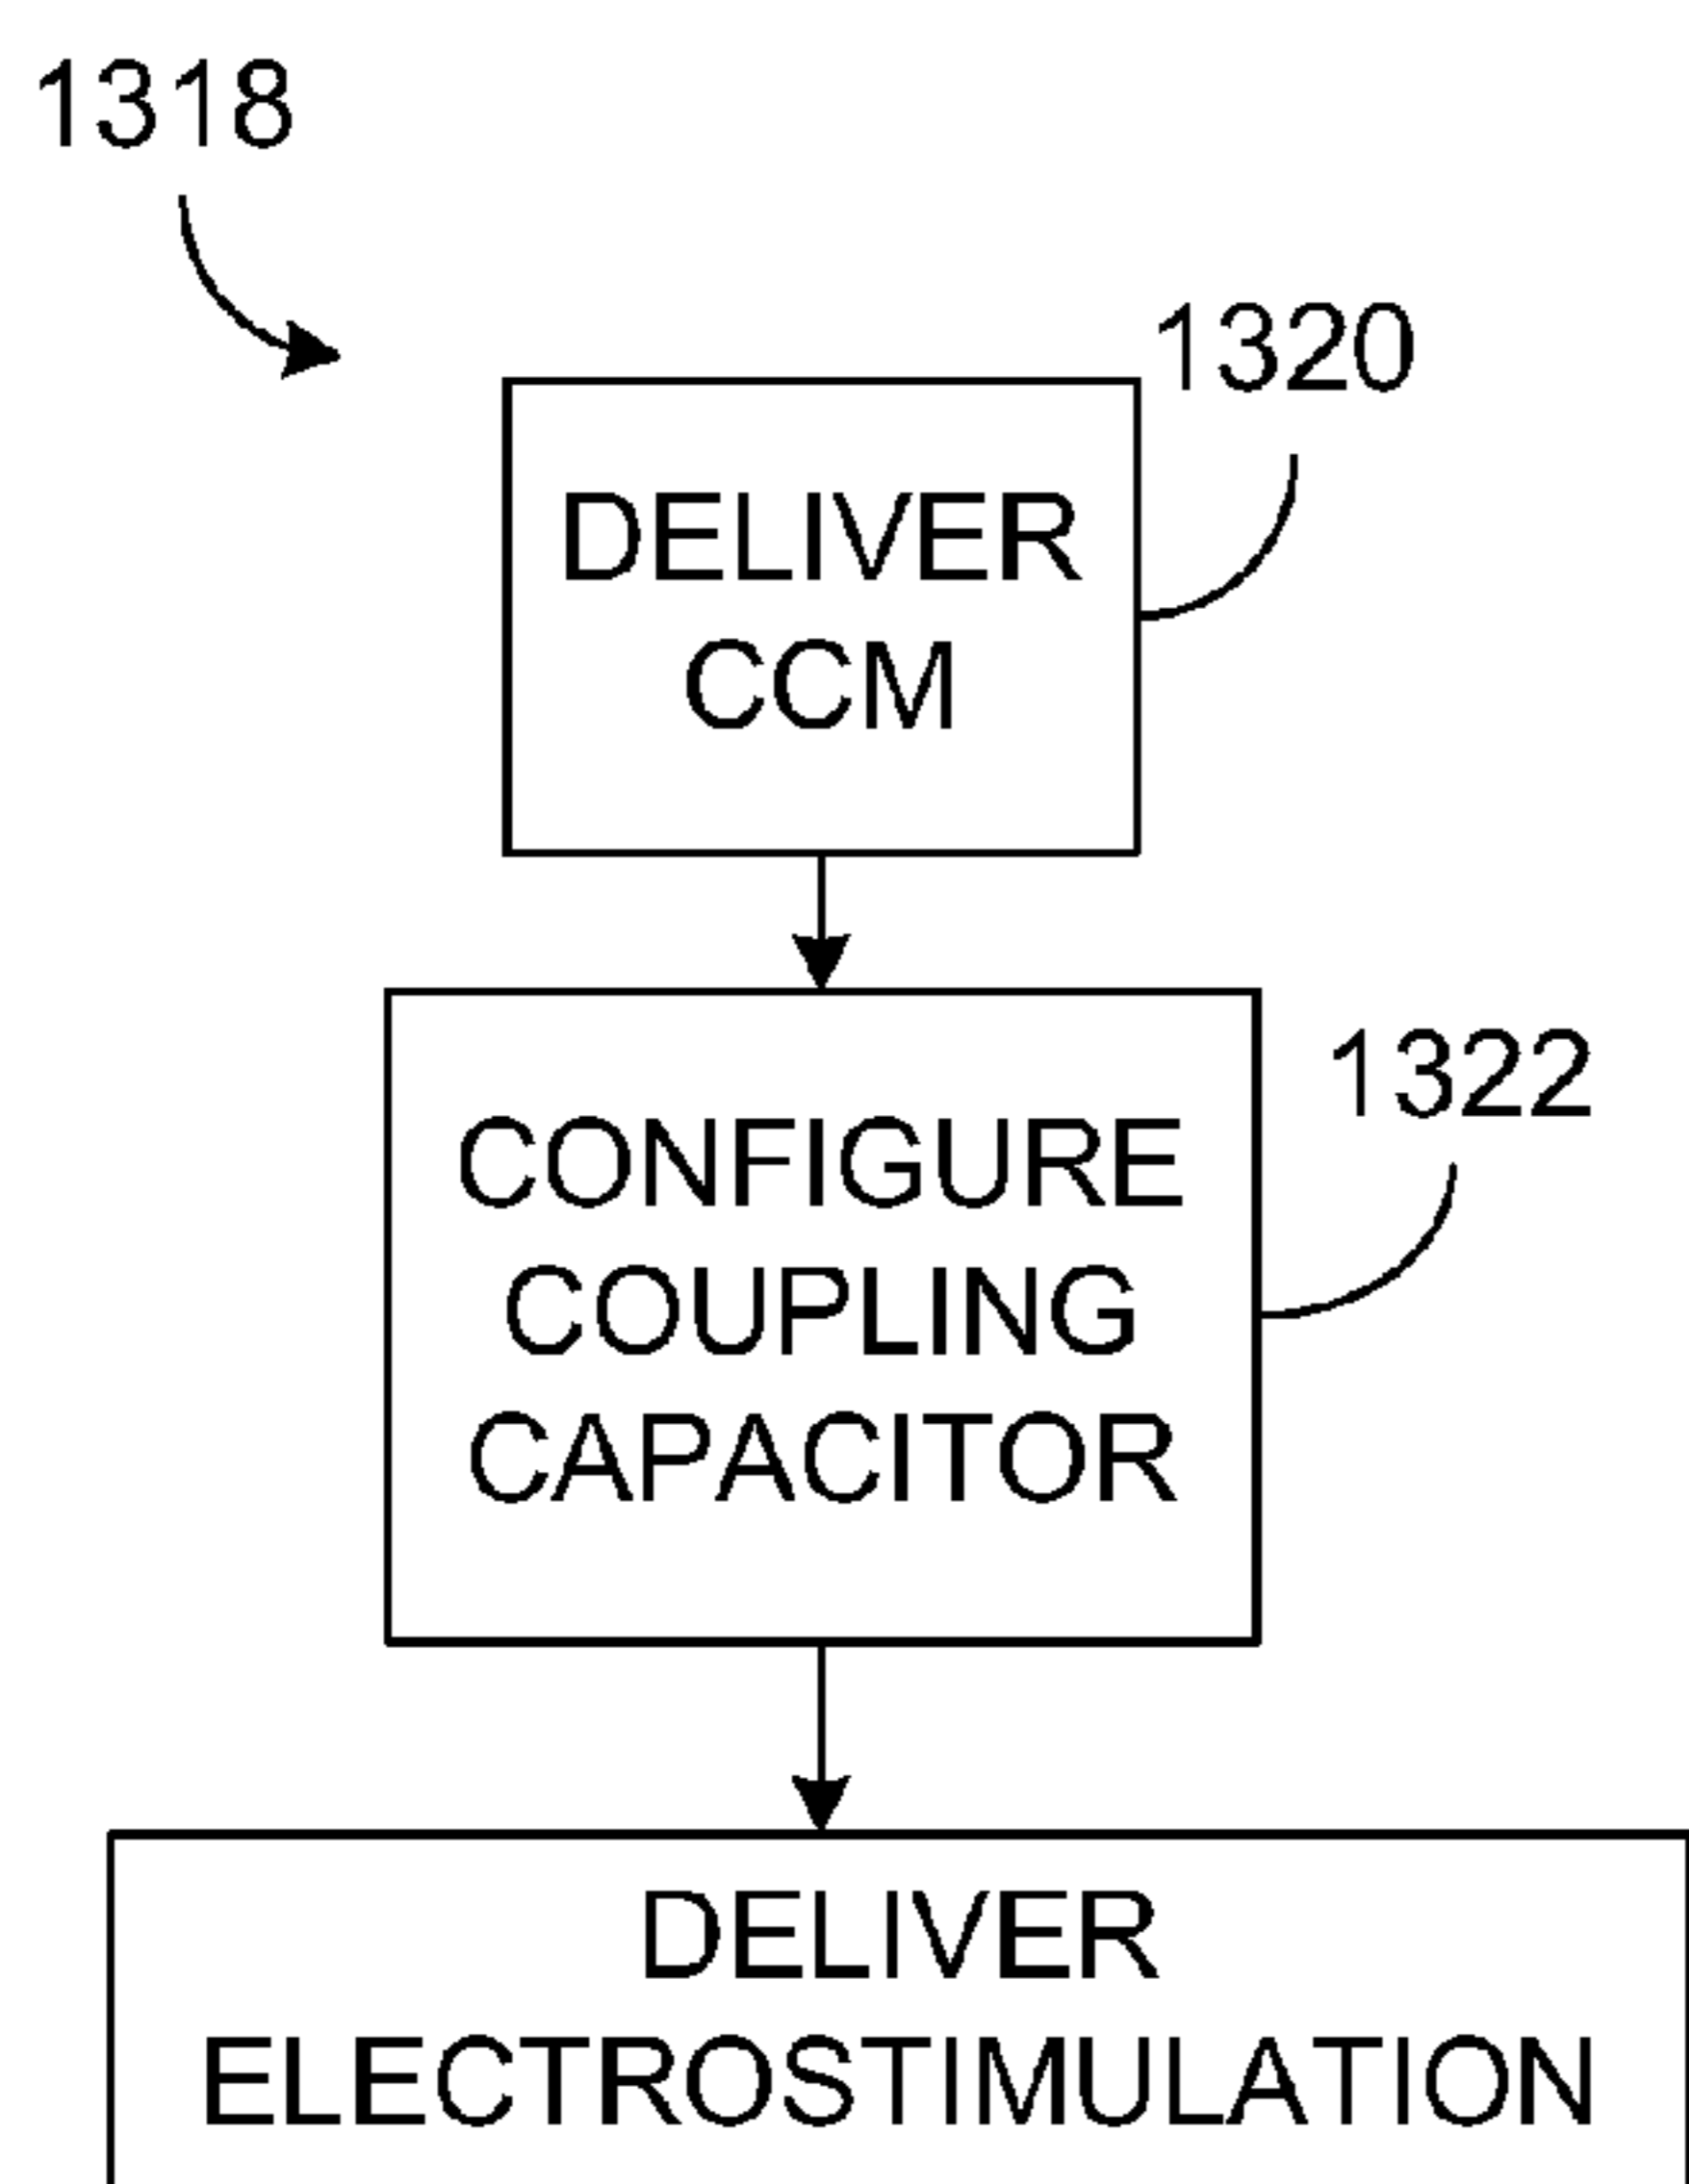 1318
1320
DELIVER
CCM
1322
CONFIGURE
COUPLING
CAPACITOR
DELIVER
ELECTROSTIMULATION